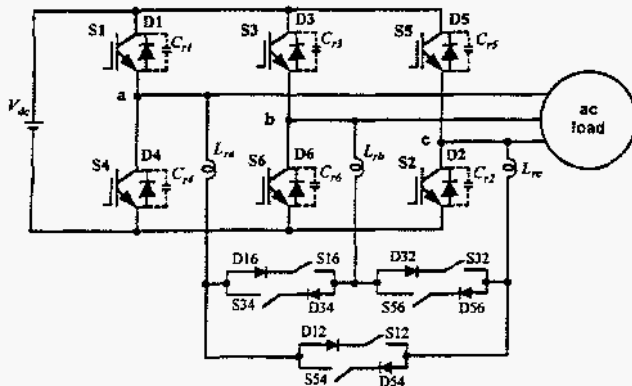 D1 D3 D5
S1 S3 S5
Cr1 Cr3 Cr5
Vdc
a b c
ac load
D4 D6 D2
S4 S6 S2
Cr4 Cr6 Cr2
Lra Lrb Lrc
D16 S16 D32 S32
S34 D34 S56 D56
D12 S12
S54 D54